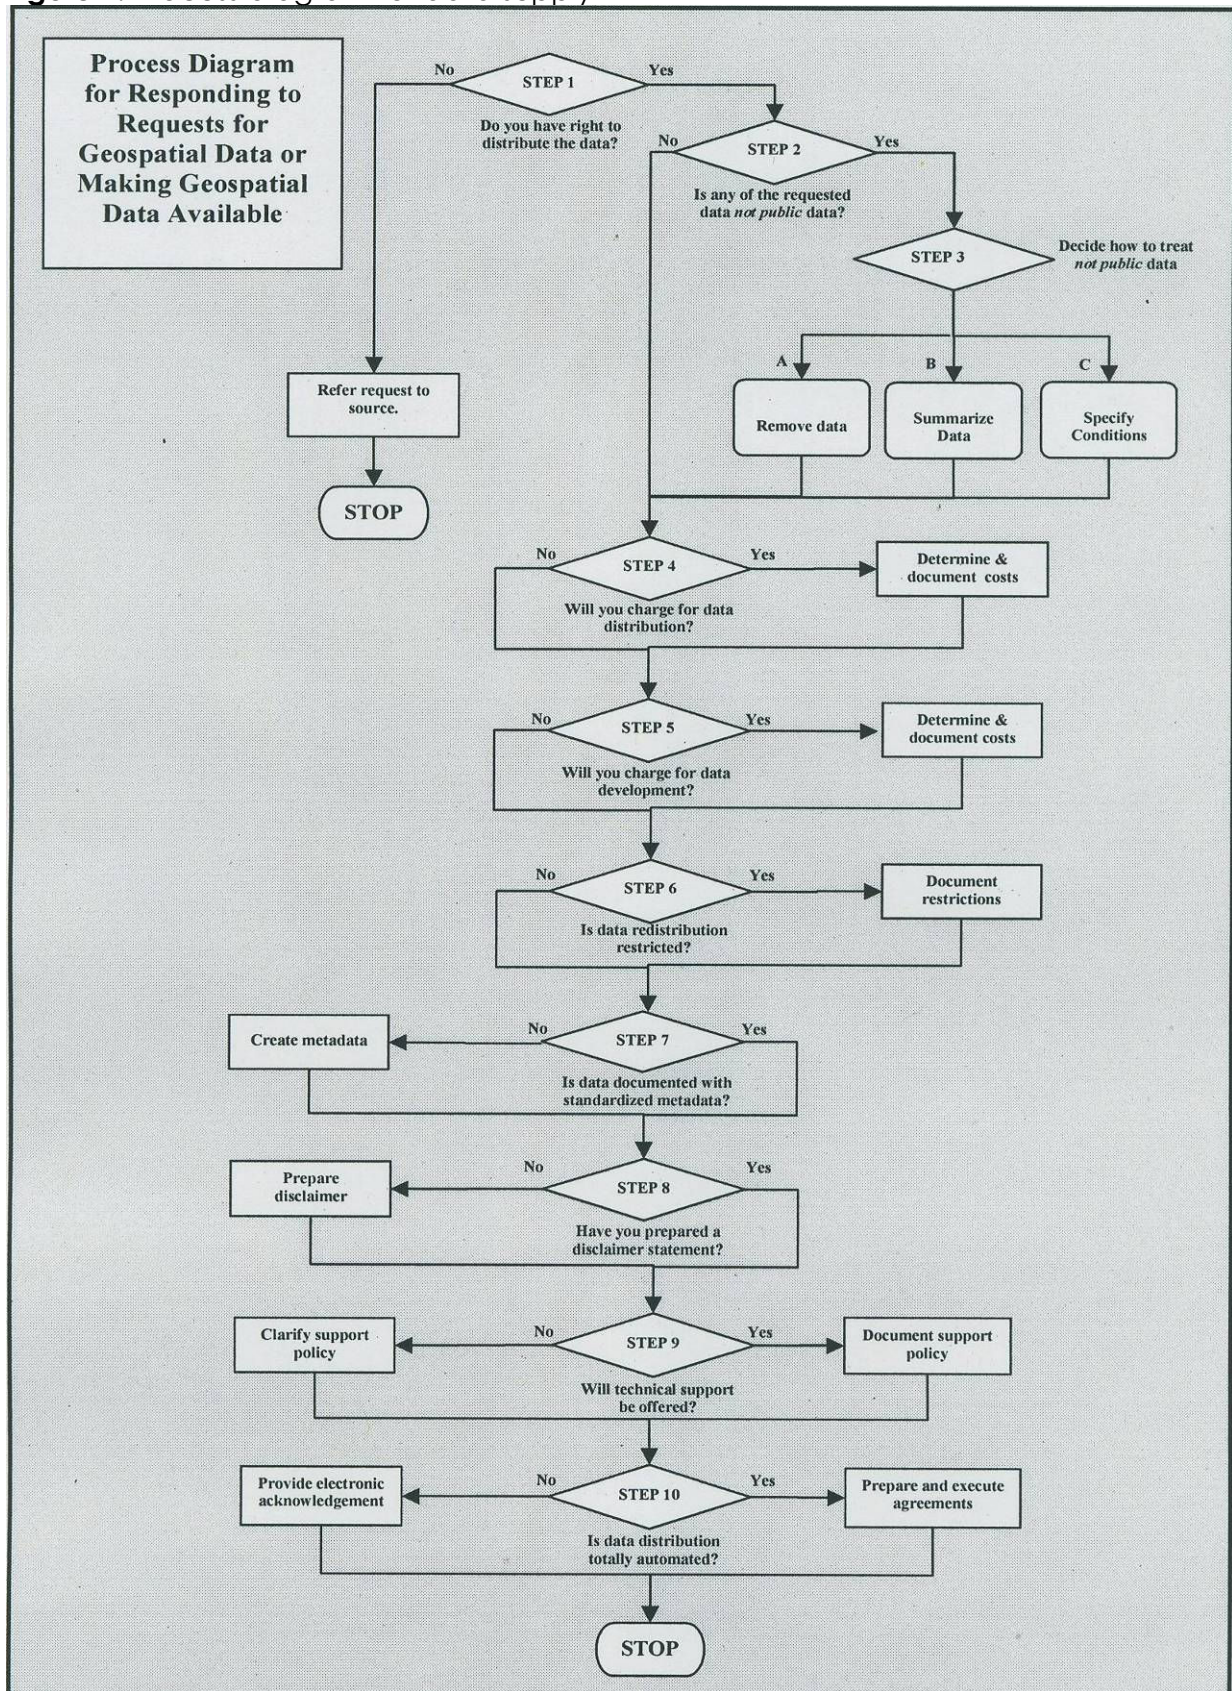 Process Diagram
for Responding to
Requests for
Geospatial Data or
Making Geospatial
Data Available
No
STEP 1
Yes
Do you have right to
distribute the data?
No
STEP 2
Yes
Is any of the requested
data not public data?
STEP 3
Decide how to treat
not public data
A
B
C
Refer request to
source.
Remove data
Summarize
Data
Specify
Conditions
STOP
No
STEP 4
Yes
Determine &
document costs
Will you charge for data
distribution?
No
STEP 5
Yes
Determine &
document costs
Will you charge for data
development?
No
STEP 6
Yes
Document
restrictions
Is data redistribution
restricted?
Create metadata
No
STEP 7
Yes
Is data documented with
standardized metadata?
Prepare
disclaimer
No
STEP 8
Yes
Have you prepared a
disclaimer statement?
Clarify support
policy
No
STEP 9
Yes
Document support
policy
Will technical support
be offered?
Provide electronic
acknowledgement
No
STEP 10
Yes
Prepare and execute
agreements
Is data distribution
totally automated?
STOP